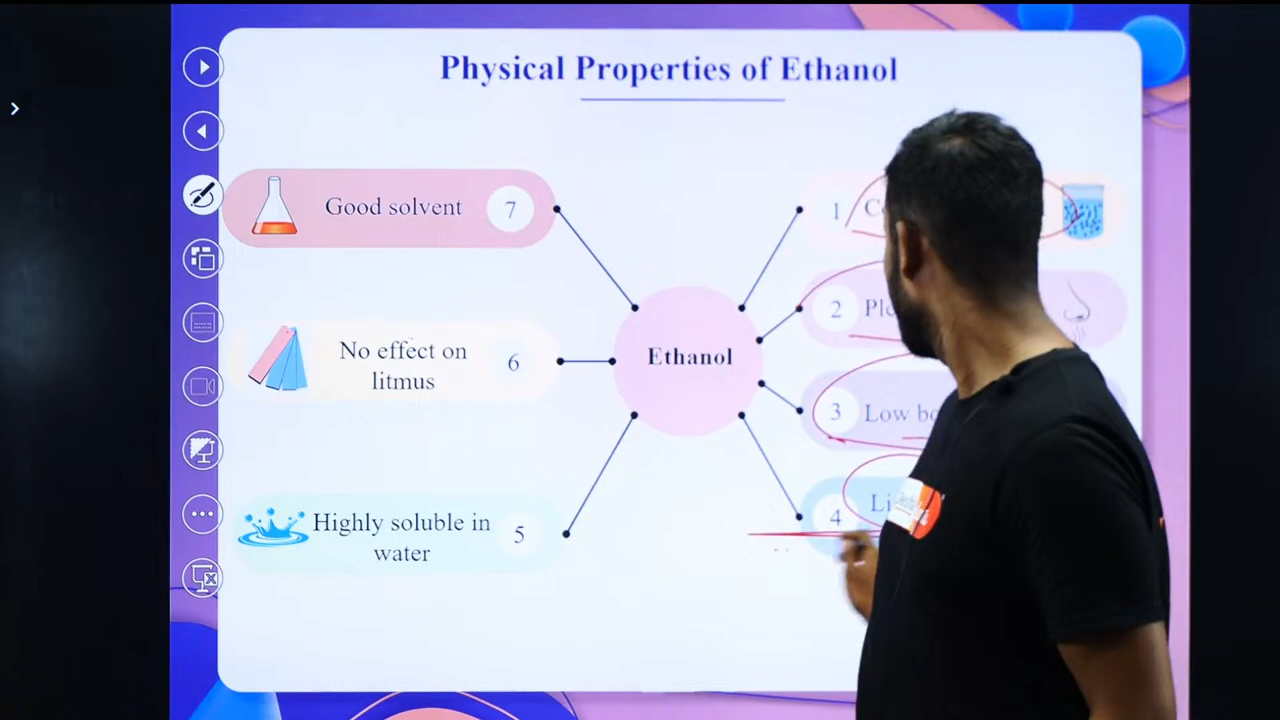 Physical Properties of Ethanol
Good solvent
7
No effect on
litmus
6
Highly soluble in
water
5
Ethanol
1
2
3
Low
4